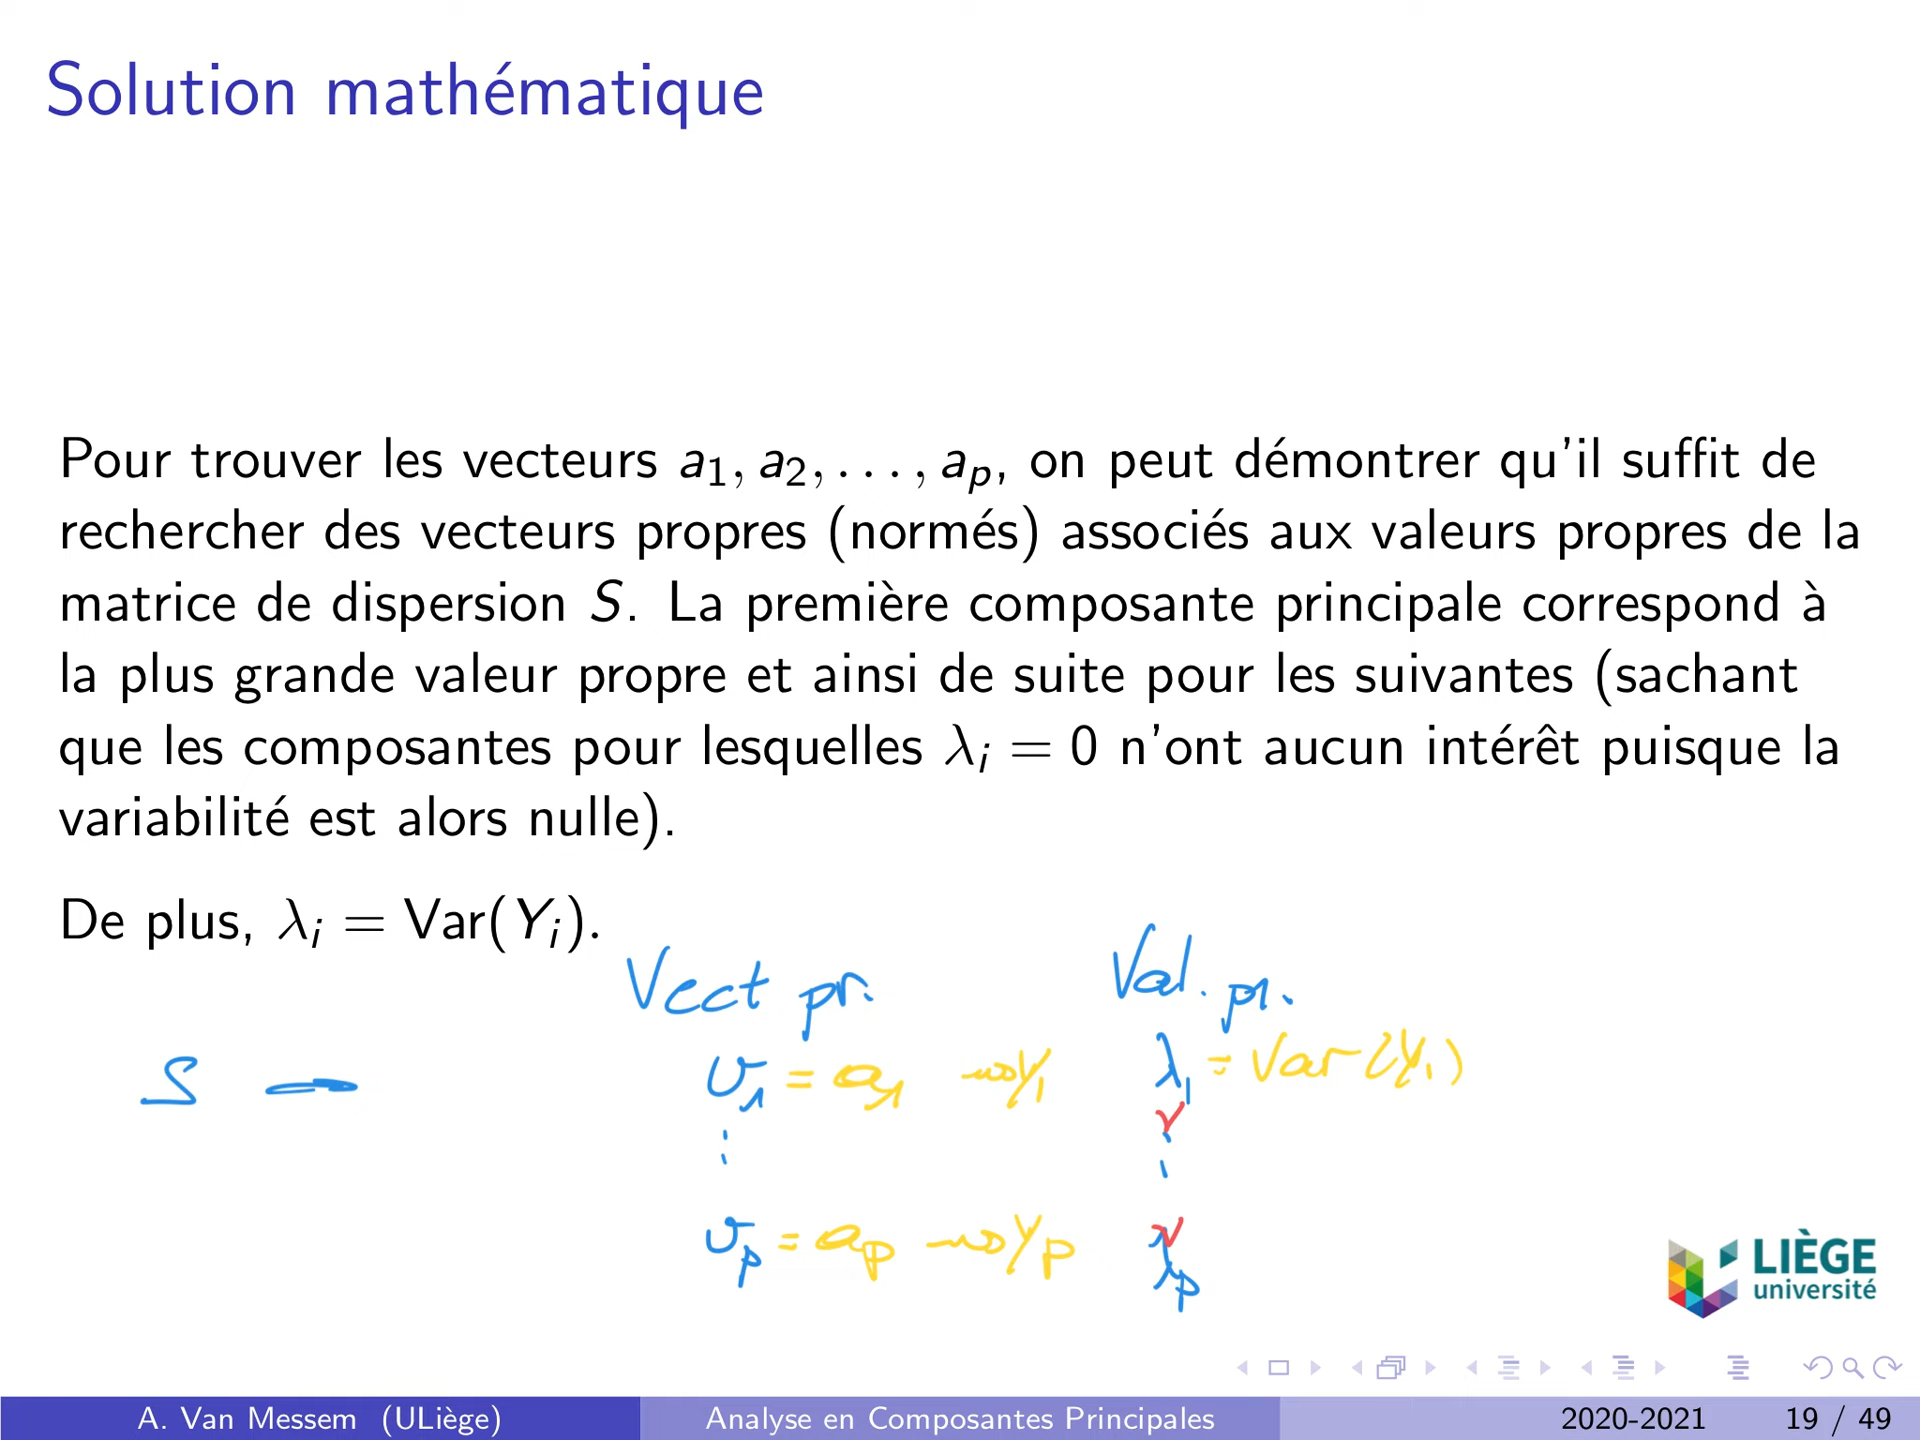 Solution mathématique
Pour trouver les vecteurs a₁, a₂, . . . , aₚ, on peut démontrer qu'il suffit de
rechercher des vecteurs propres (normés) associés aux valeurs propres de la
matrice de dispersion S. La première composante principale correspond à
la plus grande valeur propre et ainsi de suite pour les suivantes (sachant
que les composantes pour lesquelles λᵢ = 0 n'ont aucun intérêt puisque la
variabilité est alors nulle).
De plus, λᵢ = Var(Yᵢ).
Vect pr. Val. pr.
S v₁ = a₁ Y₁ λ₁ = Var(Y₁)
⋮
vₚ = aₚ Yₚ λₚ
LIÈGE
université
A. Van Messem (ULiège) Analyse en Composantes Principales 2020-2021 19 / 49